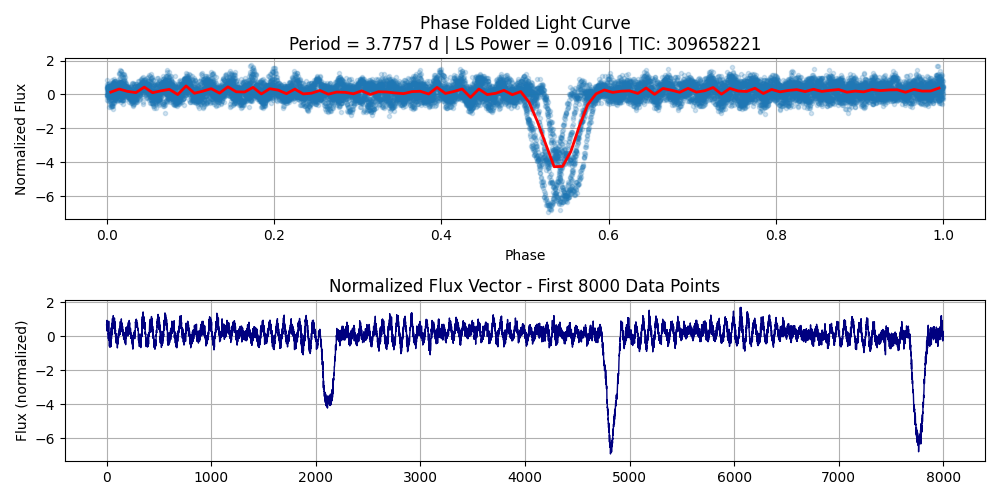 Phase Folded Light Curve
Period = 3.7757 d | LS Power = 0.0916 | TIC: 309658221
Normalized Flux
2
0
−2
−4
−6
0.0 0.2 0.4 0.6 0.8 1.0
Phase
Normalized Flux Vector - First 8000 Data Points
Flux (normalized)
2
0
−2
−4
−6
0 1000 2000 3000 4000 5000 6000 7000 8000